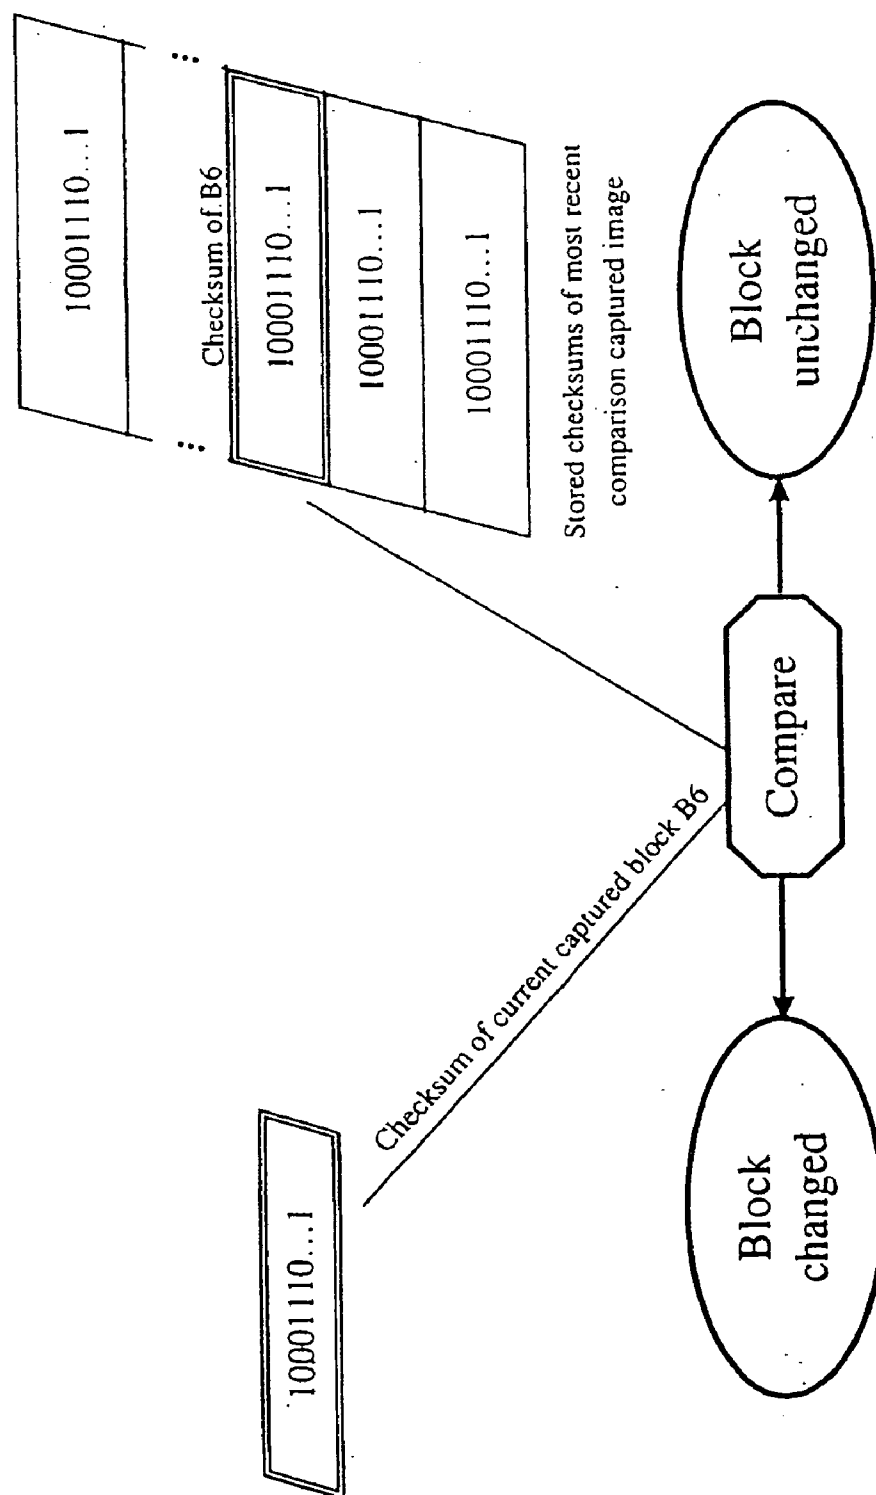 10001110...1
Checksum of B6
10001110...1
10001110...1
10001110...1
10001110...1
Stored checksums of most recent
comparison captured image
Checksum of current captured block B6
Compare
Block
changed
Block
unchanged